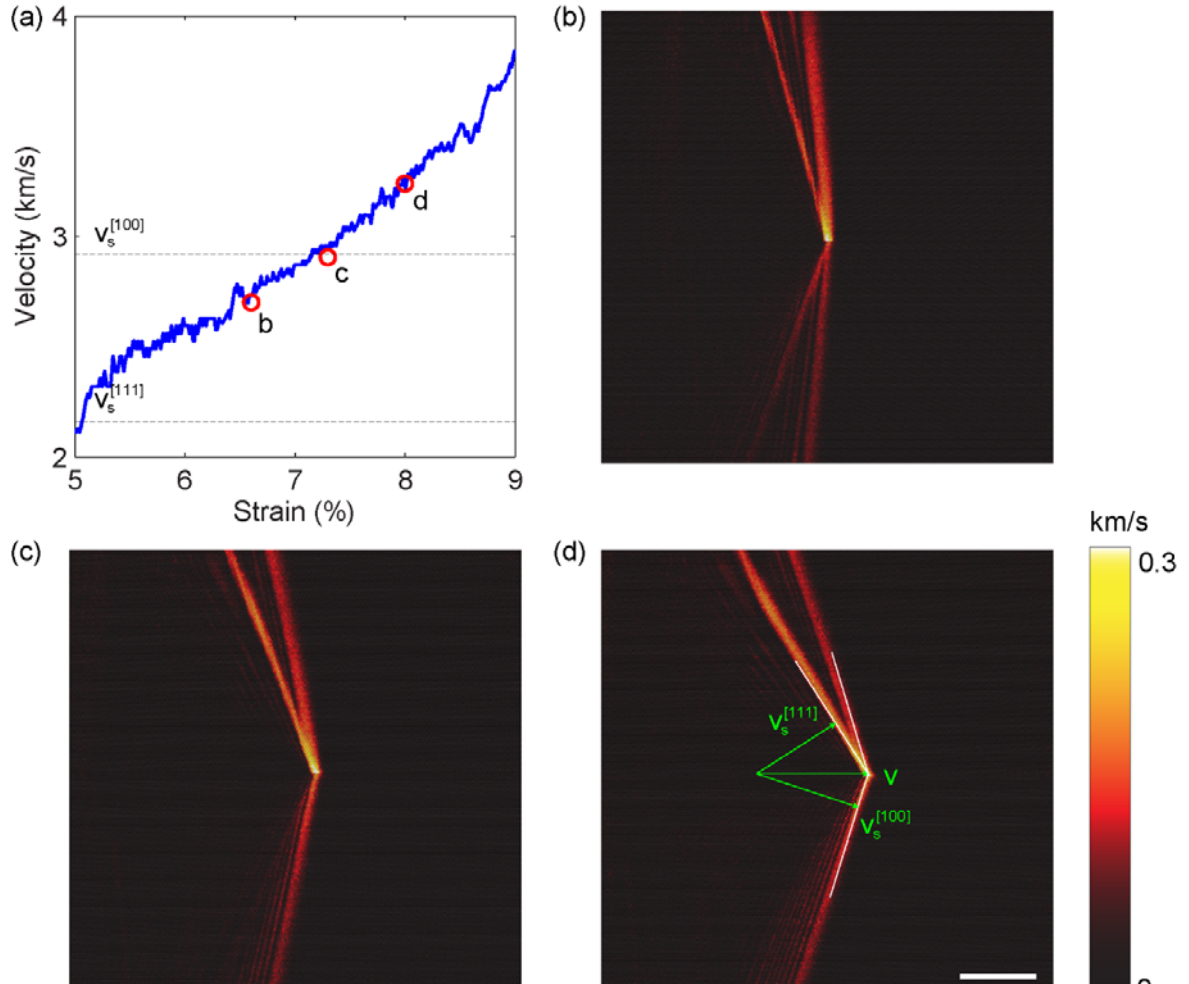 (a)
4
3
2
Velocity (km/s)
v_s^[100]
v_s^[111]
b
c
d
5 6 7 8 9
Strain (%)
(b)
(c)
(d)
v_s^[111]
V
v_s^[100]
km/s
0.3